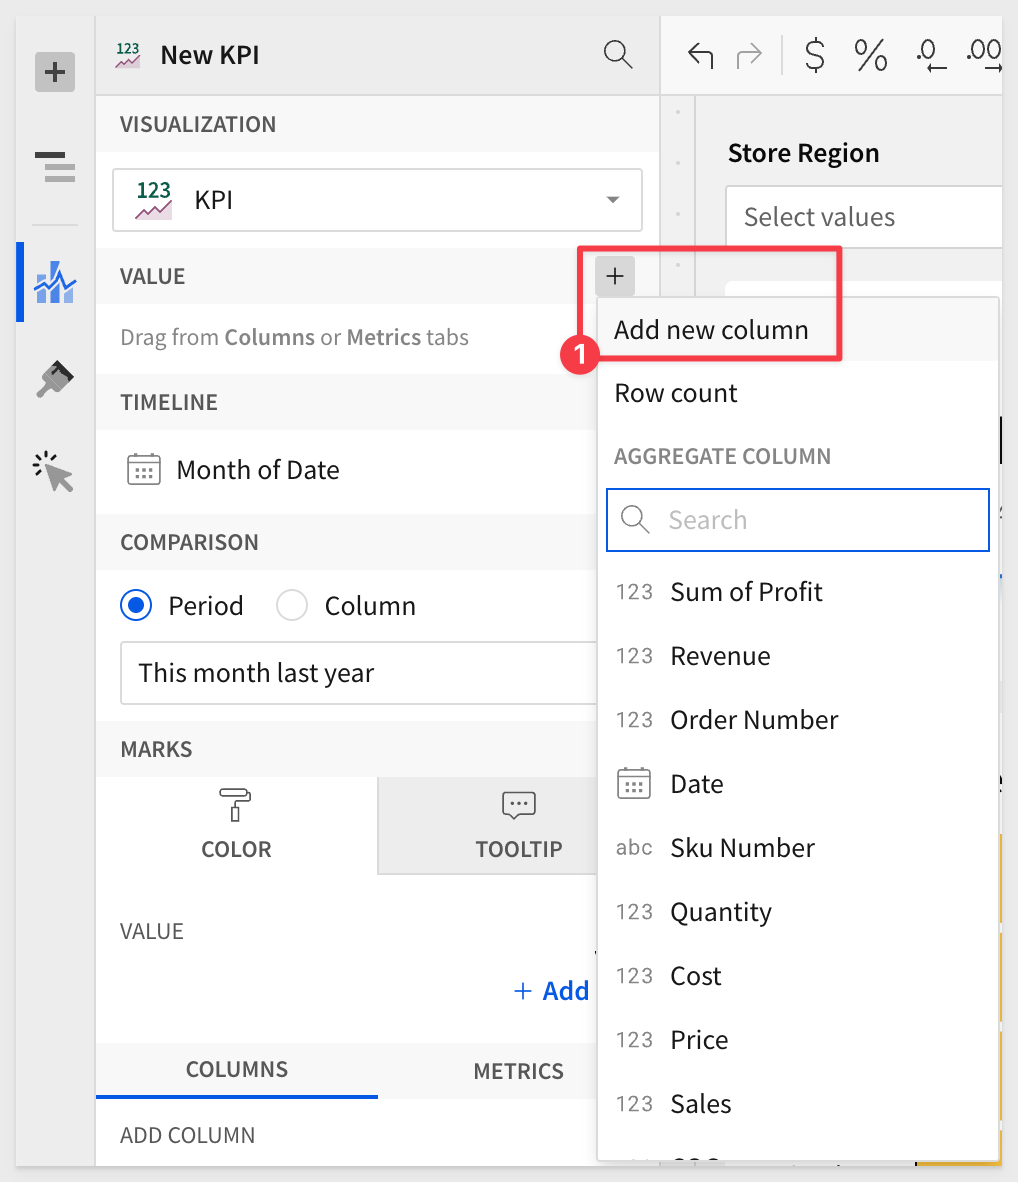 123
New KPI
$ % .0 .00
VISUALIZATION
Store Region
123
KPI
Select values
VALUE
+
Drag from Columns or Metrics tabs
Add new column
1
Row count
TIMELINE
AGGREGATE COLUMN
Month of Date
Search
COMPARISON
123 Sum of Profit
Period
Column
123 Revenue
This month last year
123 Order Number
MARKS
Date
COLOR
TOOLTIP
abc Sku Number
VALUE
123 Quantity
+ Add
123 Cost
COLUMNS
METRICS
123 Price
ADD COLUMN
123 Sales